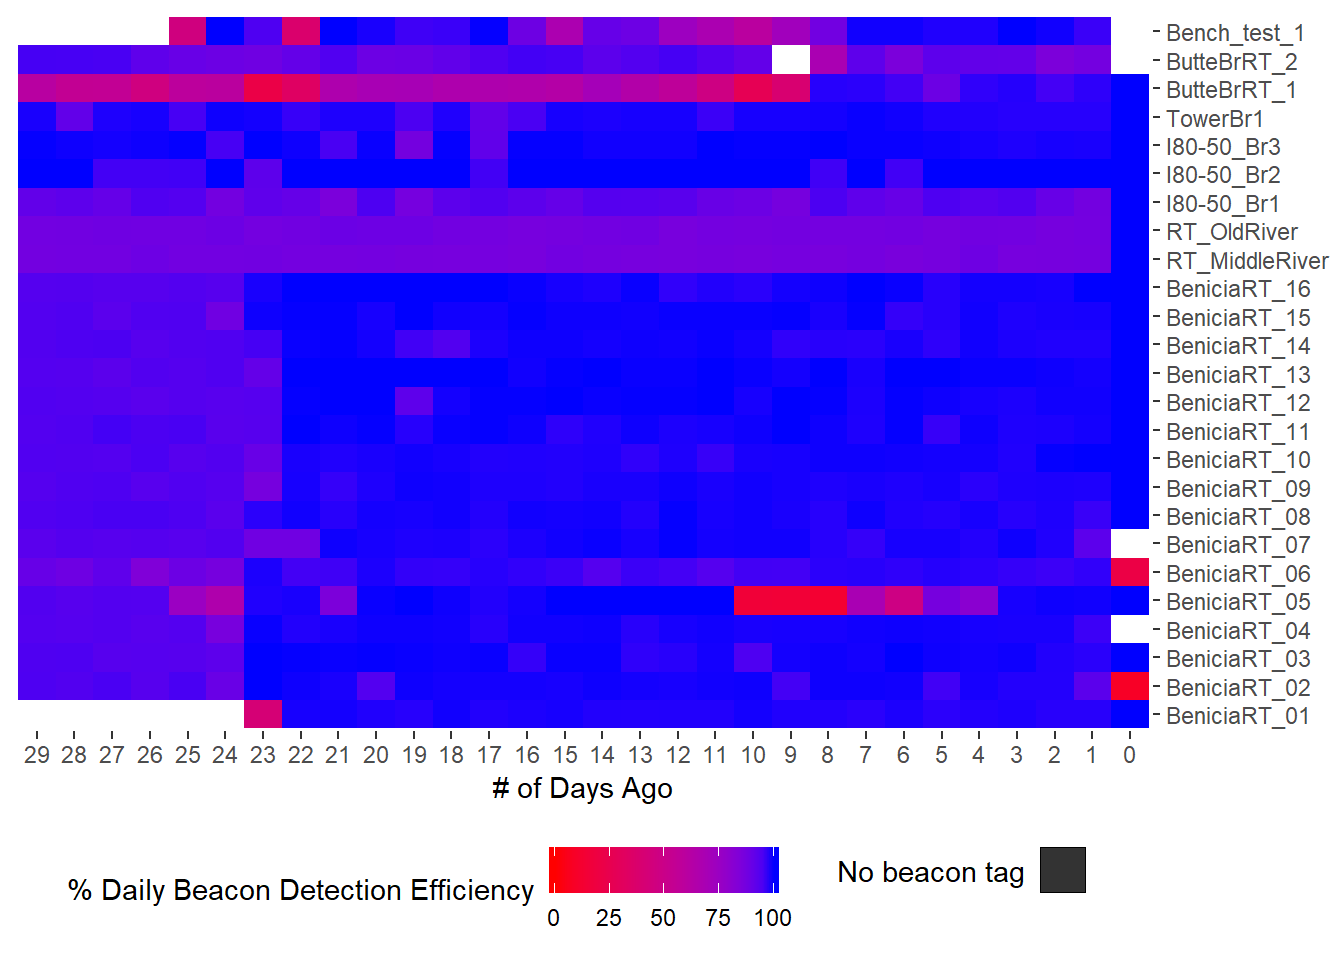 Bench_test_1
ButteBrRT_2
ButteBrRT_1
TowerBr1
I80-50_Br3
I80-50_Br2
I80-50_Br1
RT_OldRiver
RT_MiddleRiver
BeniciaRT_16
BeniciaRT_15
BeniciaRT_14
BeniciaRT_13
BeniciaRT_12
BeniciaRT_11
BeniciaRT_10
BeniciaRT_09
BeniciaRT_08
BeniciaRT_07
BeniciaRT_06
BeniciaRT_05
BeniciaRT_04
BeniciaRT_03
BeniciaRT_02
BeniciaRT_01
29 28 27 26 25 24 23 22 21 20 19 18 17 16 15 14 13 12 11 10 9 8 7 6 5 4 3 2 1 0
# of Days Ago
% Daily Beacon Detection Efficiency
0 25 50 75 100
No beacon tag